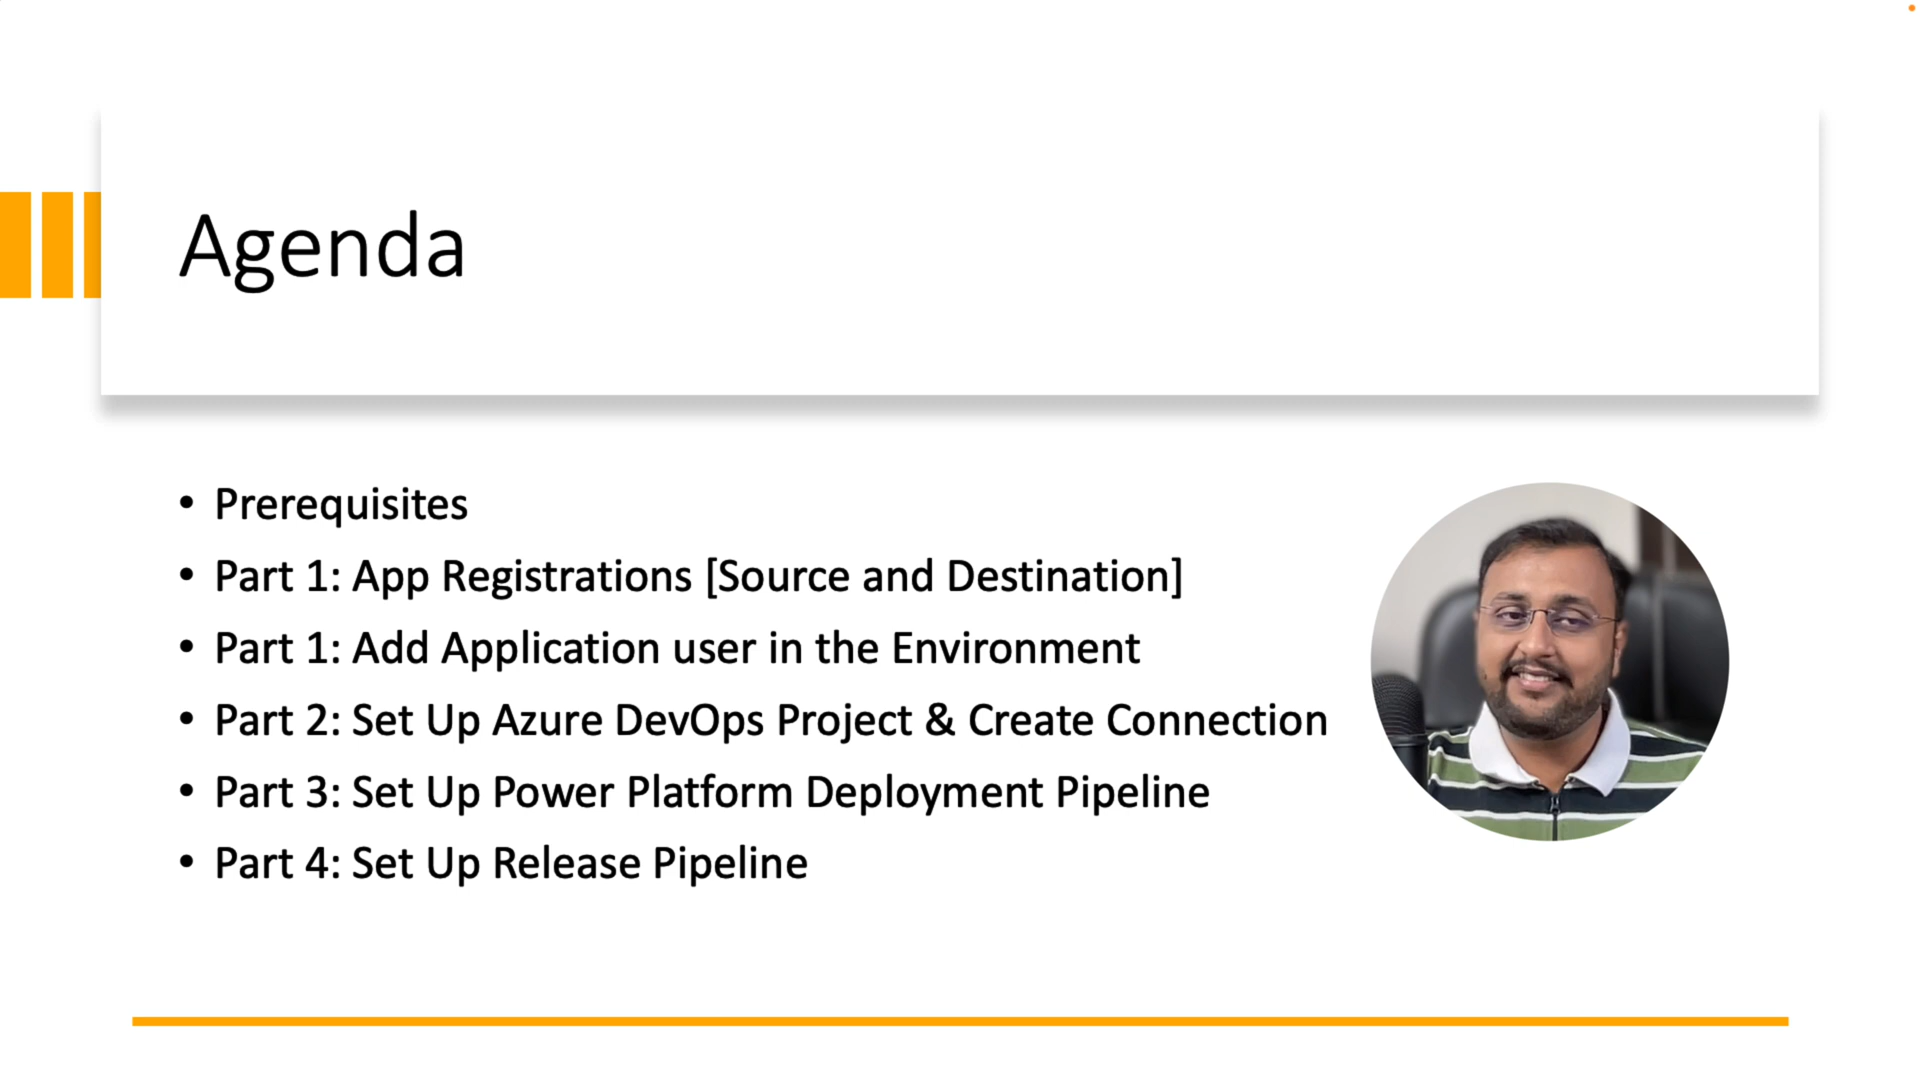 Agenda
• Prerequisites
• Part 1: App Registrations [Source and Destination]
• Part 1: Add Application user in the Environment
• Part 2: Set Up Azure DevOps Project & Create Connection
• Part 3: Set Up Power Platform Deployment Pipeline
• Part 4: Set Up Release Pipeline